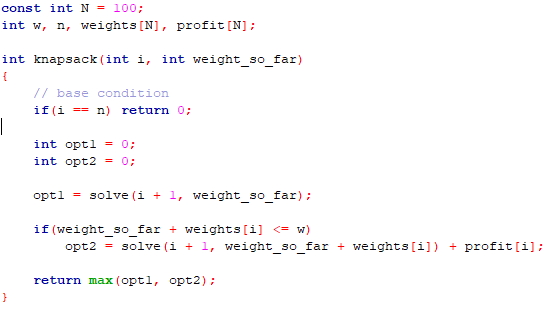 const int N = 100;
int w, n, weights[N], profit[N];
int knapsack(int i, int weight_so_far)
{
// base condition
if(i == n) return 0;
int opt1 = 0;
int opt2 = 0;
opt1 = solve(i + 1, weight_so_far);
if(weight_so_far + weights[i] <= w)
opt2 = solve(i + 1, weight_so_far + weights[i]) + profit[i];
return max(opt1, opt2);
}